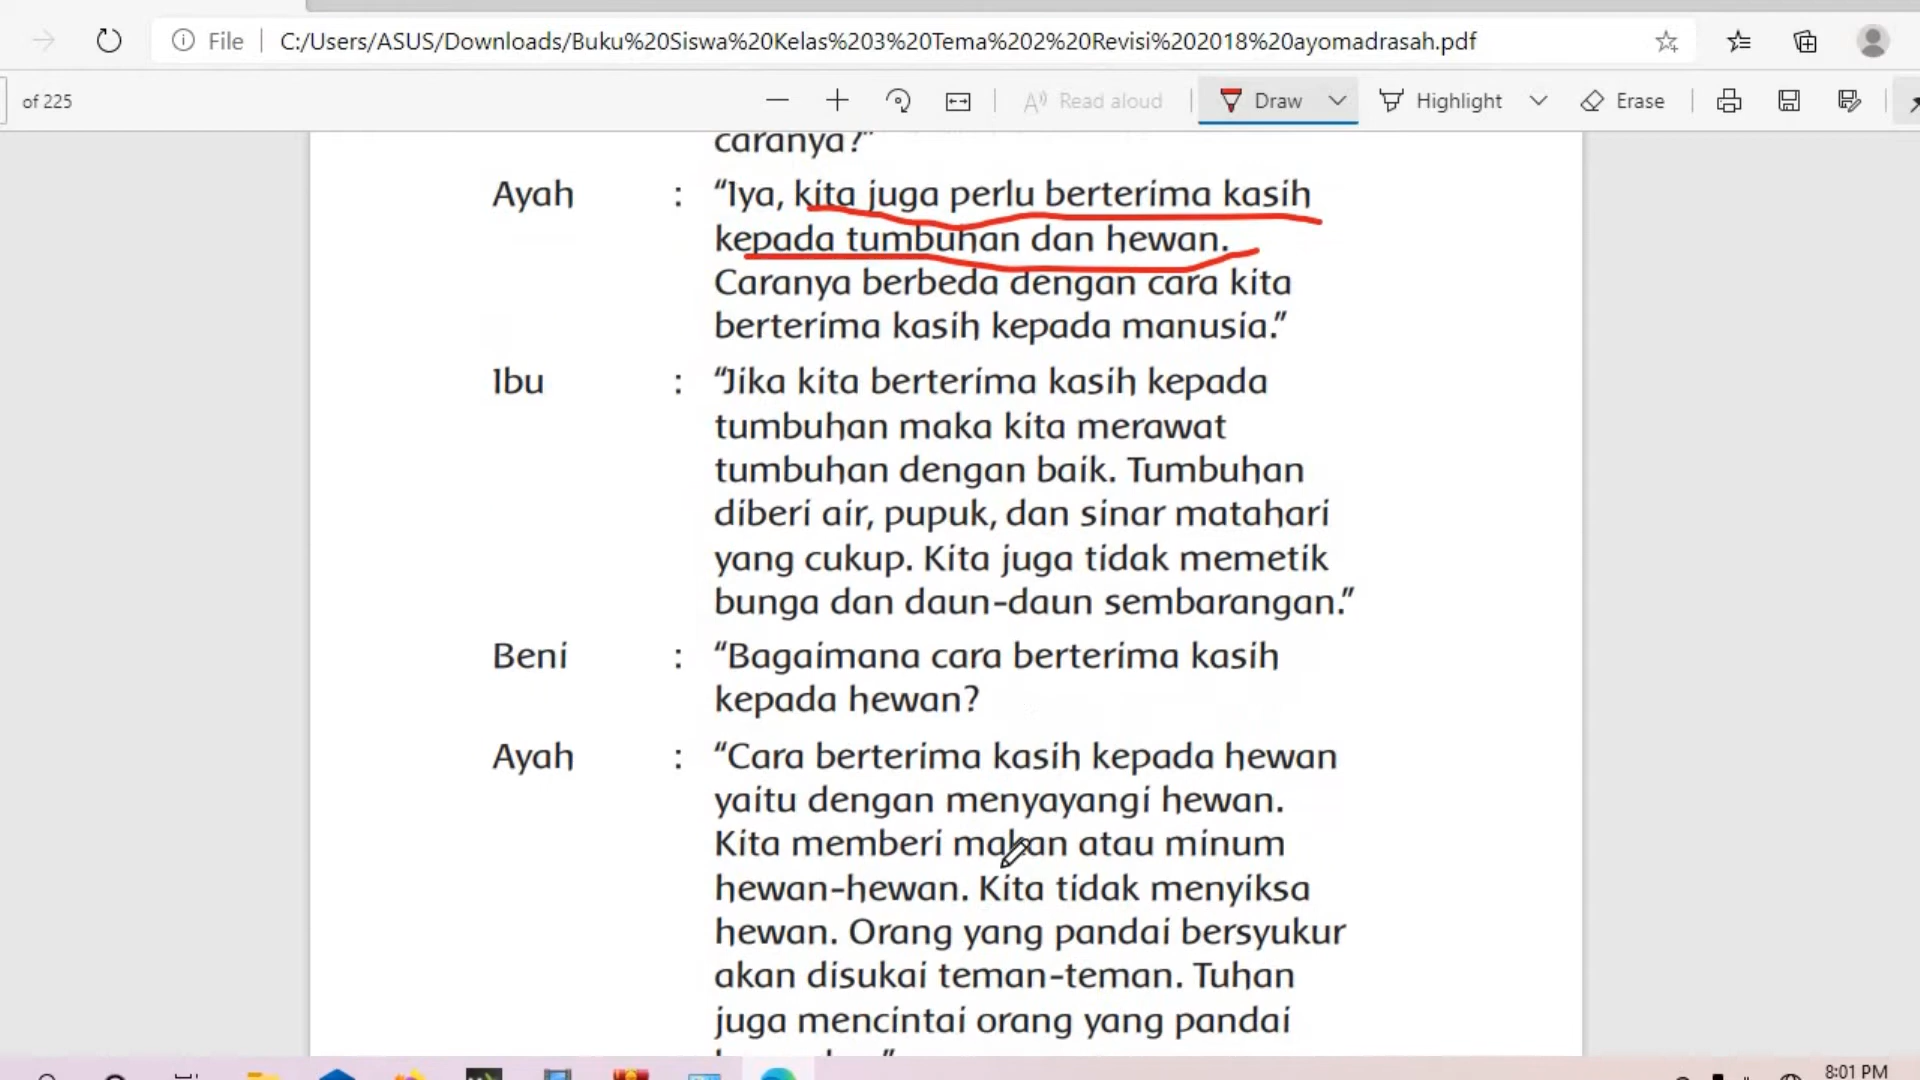 File C:/Users/ASUS/Downloads/Buku%20Siswa%20Kelas%203%20Tema%202%20Revisi%202018%20ayomadrasah.pdf
of 225 Read aloud Draw Highlight Erase
caranya?”
Ayah : “Iya, kita juga perlu berterima kasih
kepada tumbuhan dan hewan.
Caranya berbeda dengan cara kita
berterima kasih kepada manusia.”
Ibu : “Jika kita berterima kasih kepada
tumbuhan maka kita merawat
tumbuhan dengan baik. Tumbuhan
diberi air, pupuk, dan sinar matahari
yang cukup. Kita juga tidak memetik
bunga dan daun-daun sembarangan.”
Beni : “Bagaimana cara berterima kasih
kepada hewan?
Ayah : “Cara berterima kasih kepada hewan
yaitu dengan menyayangi hewan.
Kita memberi makan atau minum
hewan-hewan. Kita tidak menyiksa
hewan. Orang yang pandai bersyukur
akan disukai teman-teman. Tuhan
juga mencintai orang yang pandai
8:01 PM